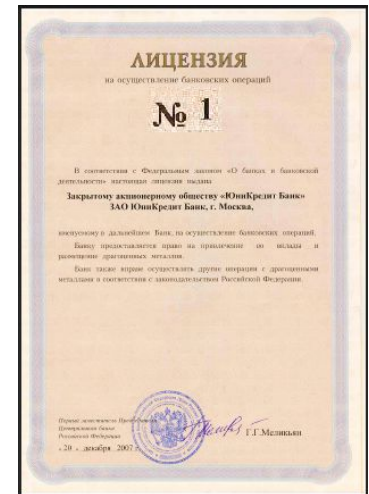 ЛИЦЕНЗИЯ
на осуществление банковских операций
№ 1
В соответствии с Федеральным законом «О банках и банковской
деятельности» настоящая лицензия выдана
Закрытому акционерному обществу «ЮниКредит Банк»
ЗАО ЮниКредит Банк, г. Москва,
именуемому в дальнейшем Банк, на осуществление банковских операций.
Банку предоставляется право на привлечение во вклады и
размещение драгоценных металлов.
Банк также вправе осуществлять другие операции с драгоценными
металлами в соответствии с законодательством Российской Федерации.
Первый заместитель Председателя
Центрального банка
Российской Федерации
Г.Г.Меликьян
« 20 » декабря 2007 г.